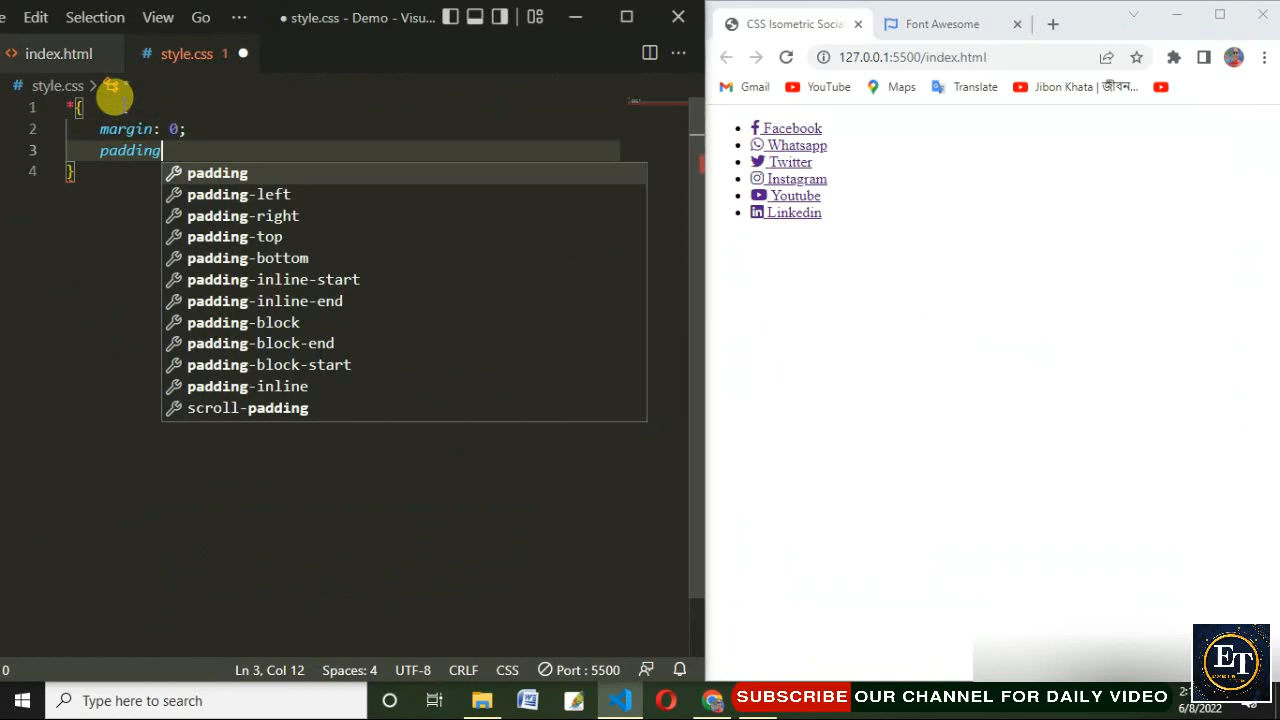 Edit Selection View Go ··· ● style.css - Demo - Visu...
index.html # style.css 1 ●
# style.css >
1 *{
2 margin: 0;
3 padding
4 }
padding
padding-left
padding-right
padding-top
padding-bottom
padding-inline-start
padding-inline-end
padding-block
padding-block-end
padding-block-start
padding-inline
scroll-padding
0 Ln 3, Col 12 Spaces: 4 UTF-8 CRLF CSS Port : 5500
CSS Isometric Socia Font Awesome
127.0.0.1:5500/index.html
Gmail YouTube Maps Translate Jibon Khata | জীবন...
Facebook
Whatsapp
Twitter
Instagram
Youtube
Linkedin
ET
Type here to search
SUBSCRIBE OUR CHANNEL FOR DAILY VIDEO
6/8/2022